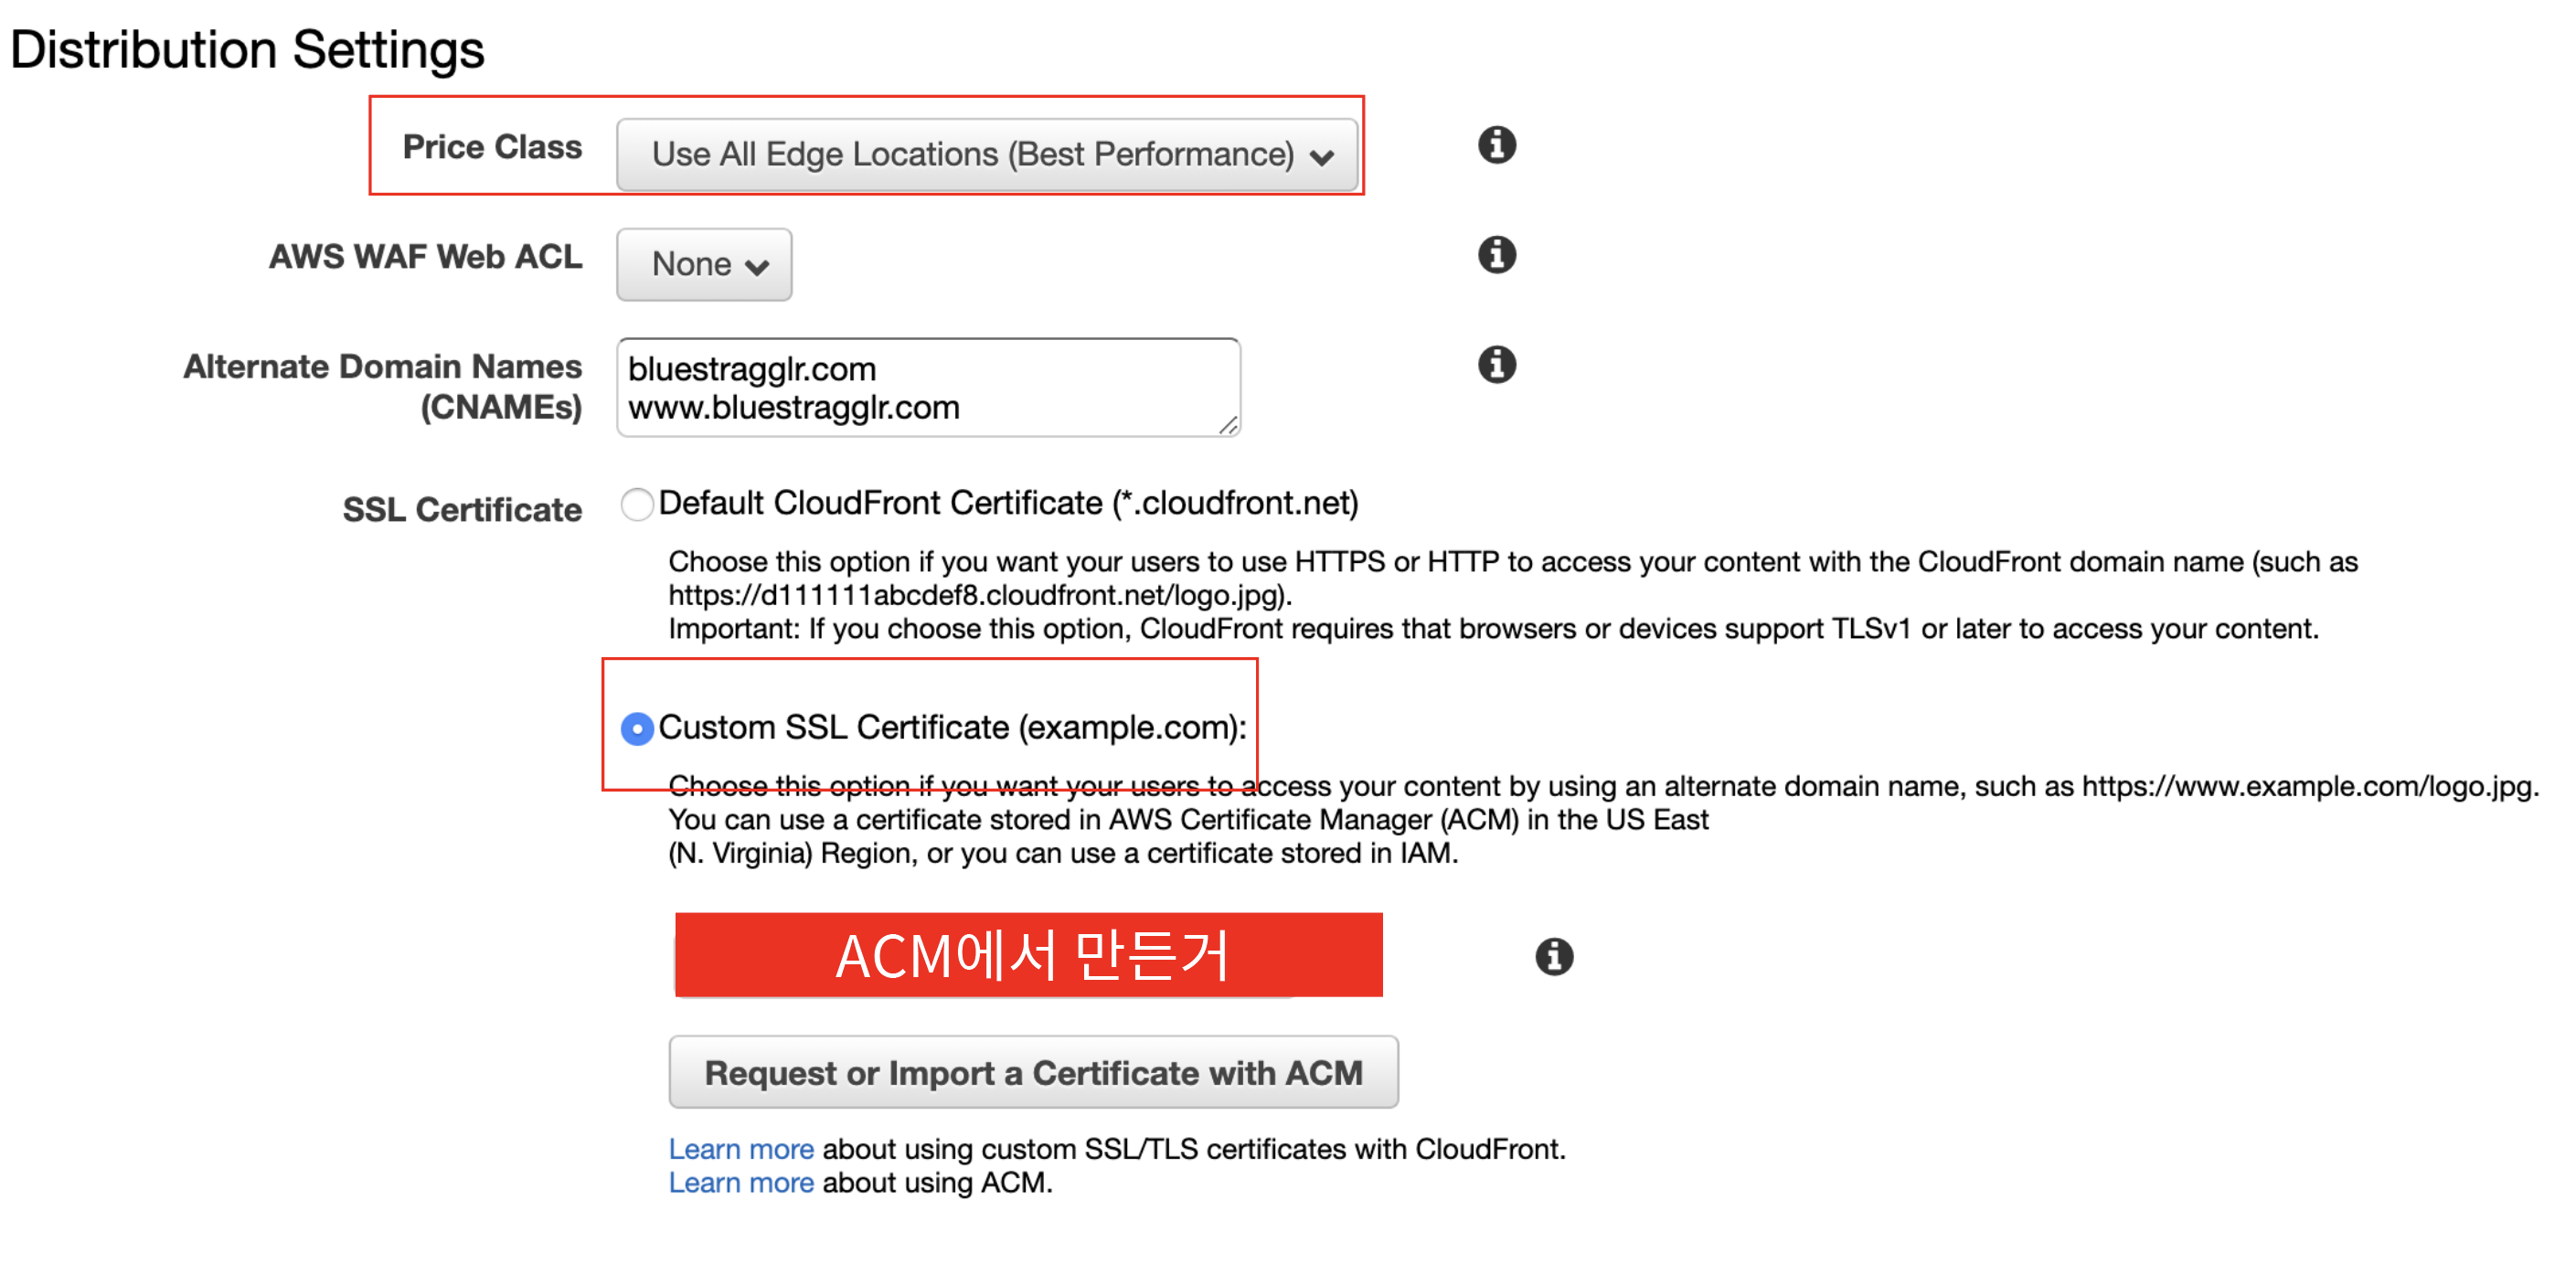 Distribution Settings
Price Class
Use All Edge Locations (Best Performance)
AWS WAF Web ACL
None
Alternate Domain Names
(CNAMEs)
bluestragglr.com
www.bluestragglr.com
SSL Certificate
Default CloudFront Certificate (*.cloudfront.net)
Choose this option if you want your users to use HTTPS or HTTP to access your content with the CloudFront domain name (such as
https://d111111abcdef8.cloudfront.net/logo.jpg).
Important: If you choose this option, CloudFront requires that browsers or devices support TLSv1 or later to access your content.
Custom SSL Certificate (example.com):
Choose this option if you want your users to access your content by using an alternate domain name, such as https://www.example.com/logo.jpg.
You can use a certificate stored in AWS Certificate Manager (ACM) in the US East
(N. Virginia) Region, or you can use a certificate stored in IAM.
ACM에서 만든거
Request or Import a Certificate with ACM
Learn more about using custom SSL/TLS certificates with CloudFront.
Learn more about using ACM.